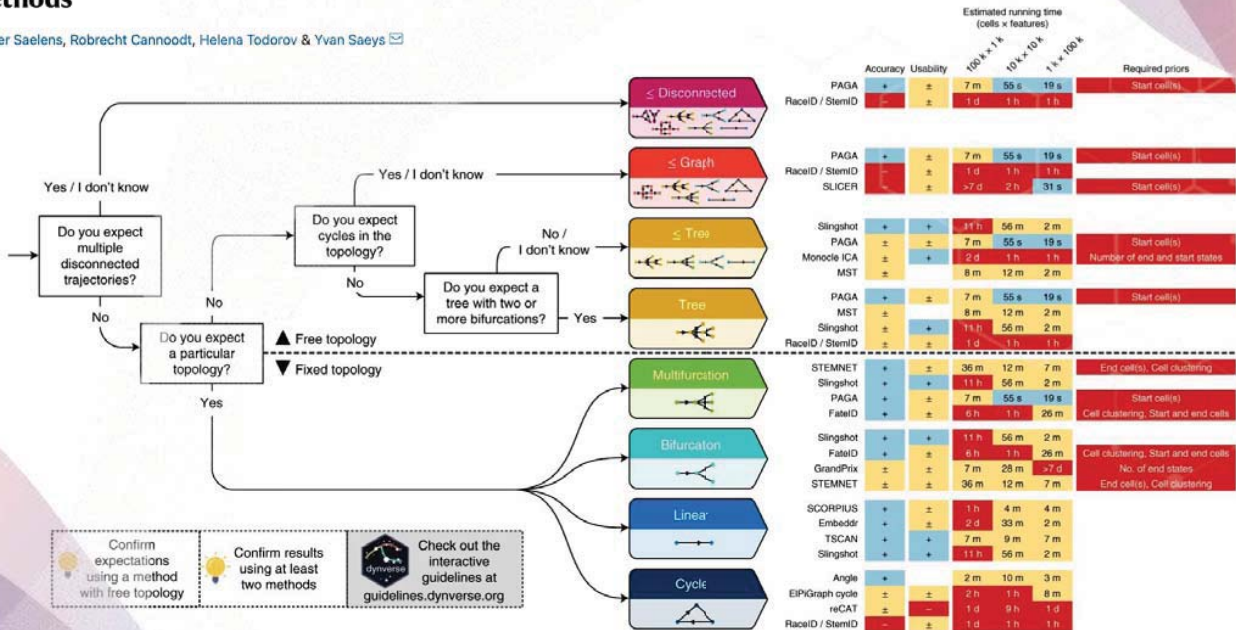 er Saelens, Robrecht Cannoodt, Helena Todorov & Yvan Saeys
Yes / I don't know
Do you expect
multiple
disconnected
trajectories?
No
Do you expect
a particular
topology?
No
Yes
▲ Free topology
▼ Fixed topology
Yes / I don't know
Do you expect
cycles in the
topology?
No
No /
I don't know
Do you expect a
tree with two or
more bifurcations?
Yes
Confirm
expectations
using a method
with free topology
Confirm results
using at least
two methods
dynverse
Check out the
interactive
guidelines at
guidelines.dynverse.org
Estimated running time
(cells × features)
Accuracy Usability 100 k × 1 k 10 k × 10 k 1 k × 100 k Required priors
≤ Disconnected
PAGA + ± 7 m 55 s 19 s Start cell(s)
RaceID / StemID - ± 1 d 1 h 1 h
≤ Graph
PAGA + ± 7 m 55 s 19 s Start cell(s)
RaceID / StemID - ± 1 d 1 h 1 h
SLICER - ± >7 d 2 h 31 s Start cell(s)
≤ Tree
Slingshot + + 11 h 56 m 2 m
PAGA ± ± 7 m 55 s 19 s Start cell(s)
Monocle ICA ± + 2 d 1 h 1 h Number of end and start states
MST ± 8 m 12 m 2 m
Tree
PAGA + ± 7 m 55 s 19 s Start cell(s)
MST ± 8 m 12 m 2 m
Slingshot ± + 11 h 56 m 2 m
RaceID / StemID ± ± 1 d 1 h 1 h
Multifurcation
STEMNET + ± 36 m 12 m 7 m End cell(s), Cell clustering
Slingshot + + 11 h 56 m 2 m
PAGA + ± 7 m 55 s 19 s Start cell(s)
FateID + ± 6 h 1 h 26 m Cell clustering, Start and end cells
Bifurcation
Slingshot + + 11 h 56 m 2 m
FateID + ± 6 h 1 h 26 m Cell clustering, Start and end cells
GrandPrix ± ± 7 m 28 m >7 d No. of end states
STEMNET ± ± 36 m 12 m 7 m End cell(s), Cell clustering
Linear
SCORPIUS + ± 1 h 4 m 4 m
Embeddr + ± 2 d 33 m 2 m
TSCAN + + 7 m 9 m 7 m
Slingshot + + 11 h 56 m 2 m
Cycle
Angle + 2 m 10 m 3 m
ElPiGraph cycle ± ± 2 h 1 h 8 m
reCAT ± - 1 d 9 h 1 d
RaceID / StemID - ± 1 d 1 h 1 h